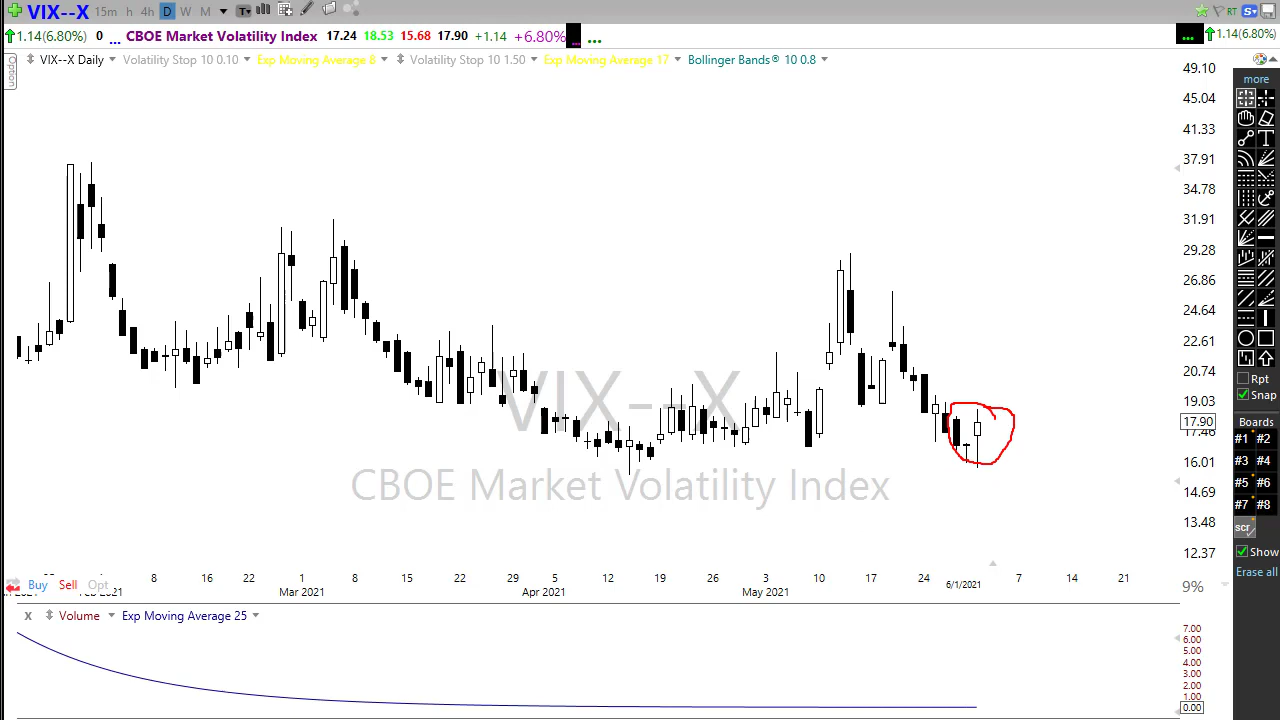 VIX--X 15m h 4h D W M T RT S
1.14(6.80%) 0 ... CBOE Market Volatility Index 17.24 18.53 15.68 17.90 +1.14 +6.80% ... ... ... 1.14(6.80%)
Option
VIX--X Daily Volatility Stop 10 0.10 Exp Moving Average 8 Volatility Stop 10 1.50 Exp Moving Average 17 Bollinger Bands® 10 0.8
49.10
45.04
41.33
37.91
34.78
31.91
29.28
26.86
24.64
22.61
20.74
19.03
17.90
17.46
16.01
14.69
13.48
12.37
VIX--X
CBOE Market Volatility Index
more
T
Rpt
Snap
Boards
#1 #2
#3 #4
#5 #6
#7 #8
scr
Show
Erase all
8 16 22 1 8 15 22 29 5 12 19 26 3 10 17 24 6/1/2021 7 14 21
Feb 2021 Mar 2021 Apr 2021 May 2021
Buy Sell Opt
9%
X Volume Exp Moving Average 25
7.00
6.00
5.00
4.00
3.00
2.00
1.00
0.00